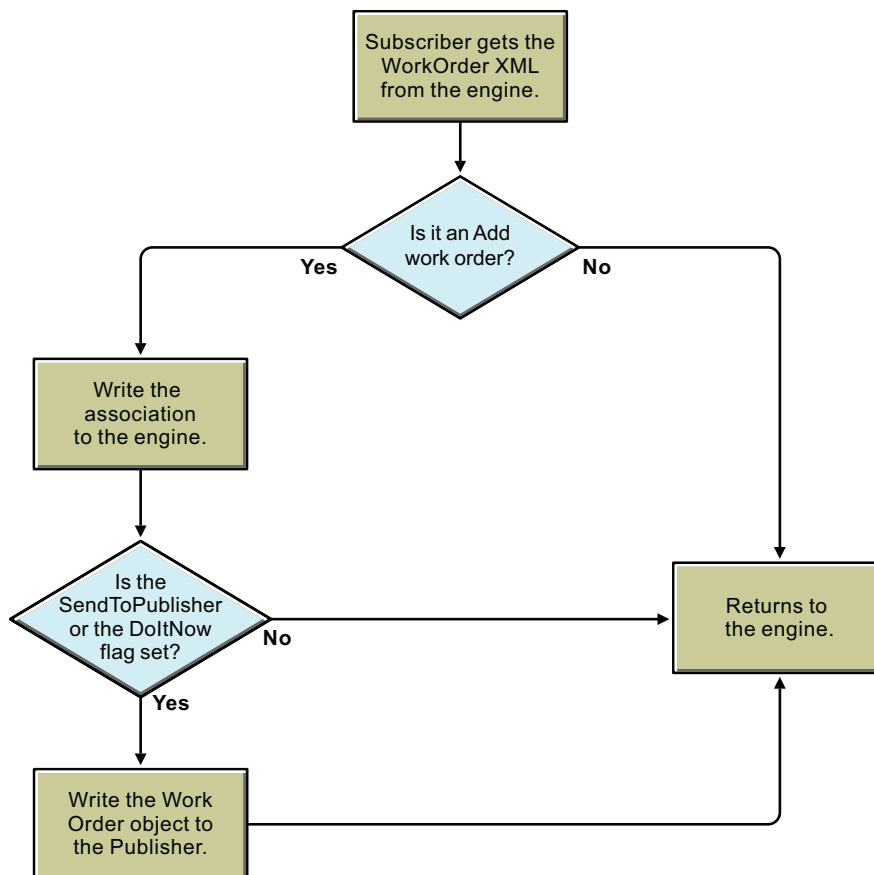 Subscriber gets the
WorkOrder XML
from the engine.
Is it an Add
work order?
Yes
No
Write the
association
to the engine.
Is the
SendToPublisher
or the DoItNow
flag set?
No
Yes
Returns to
the engine.
Write the Work
Order object to
the Publisher.